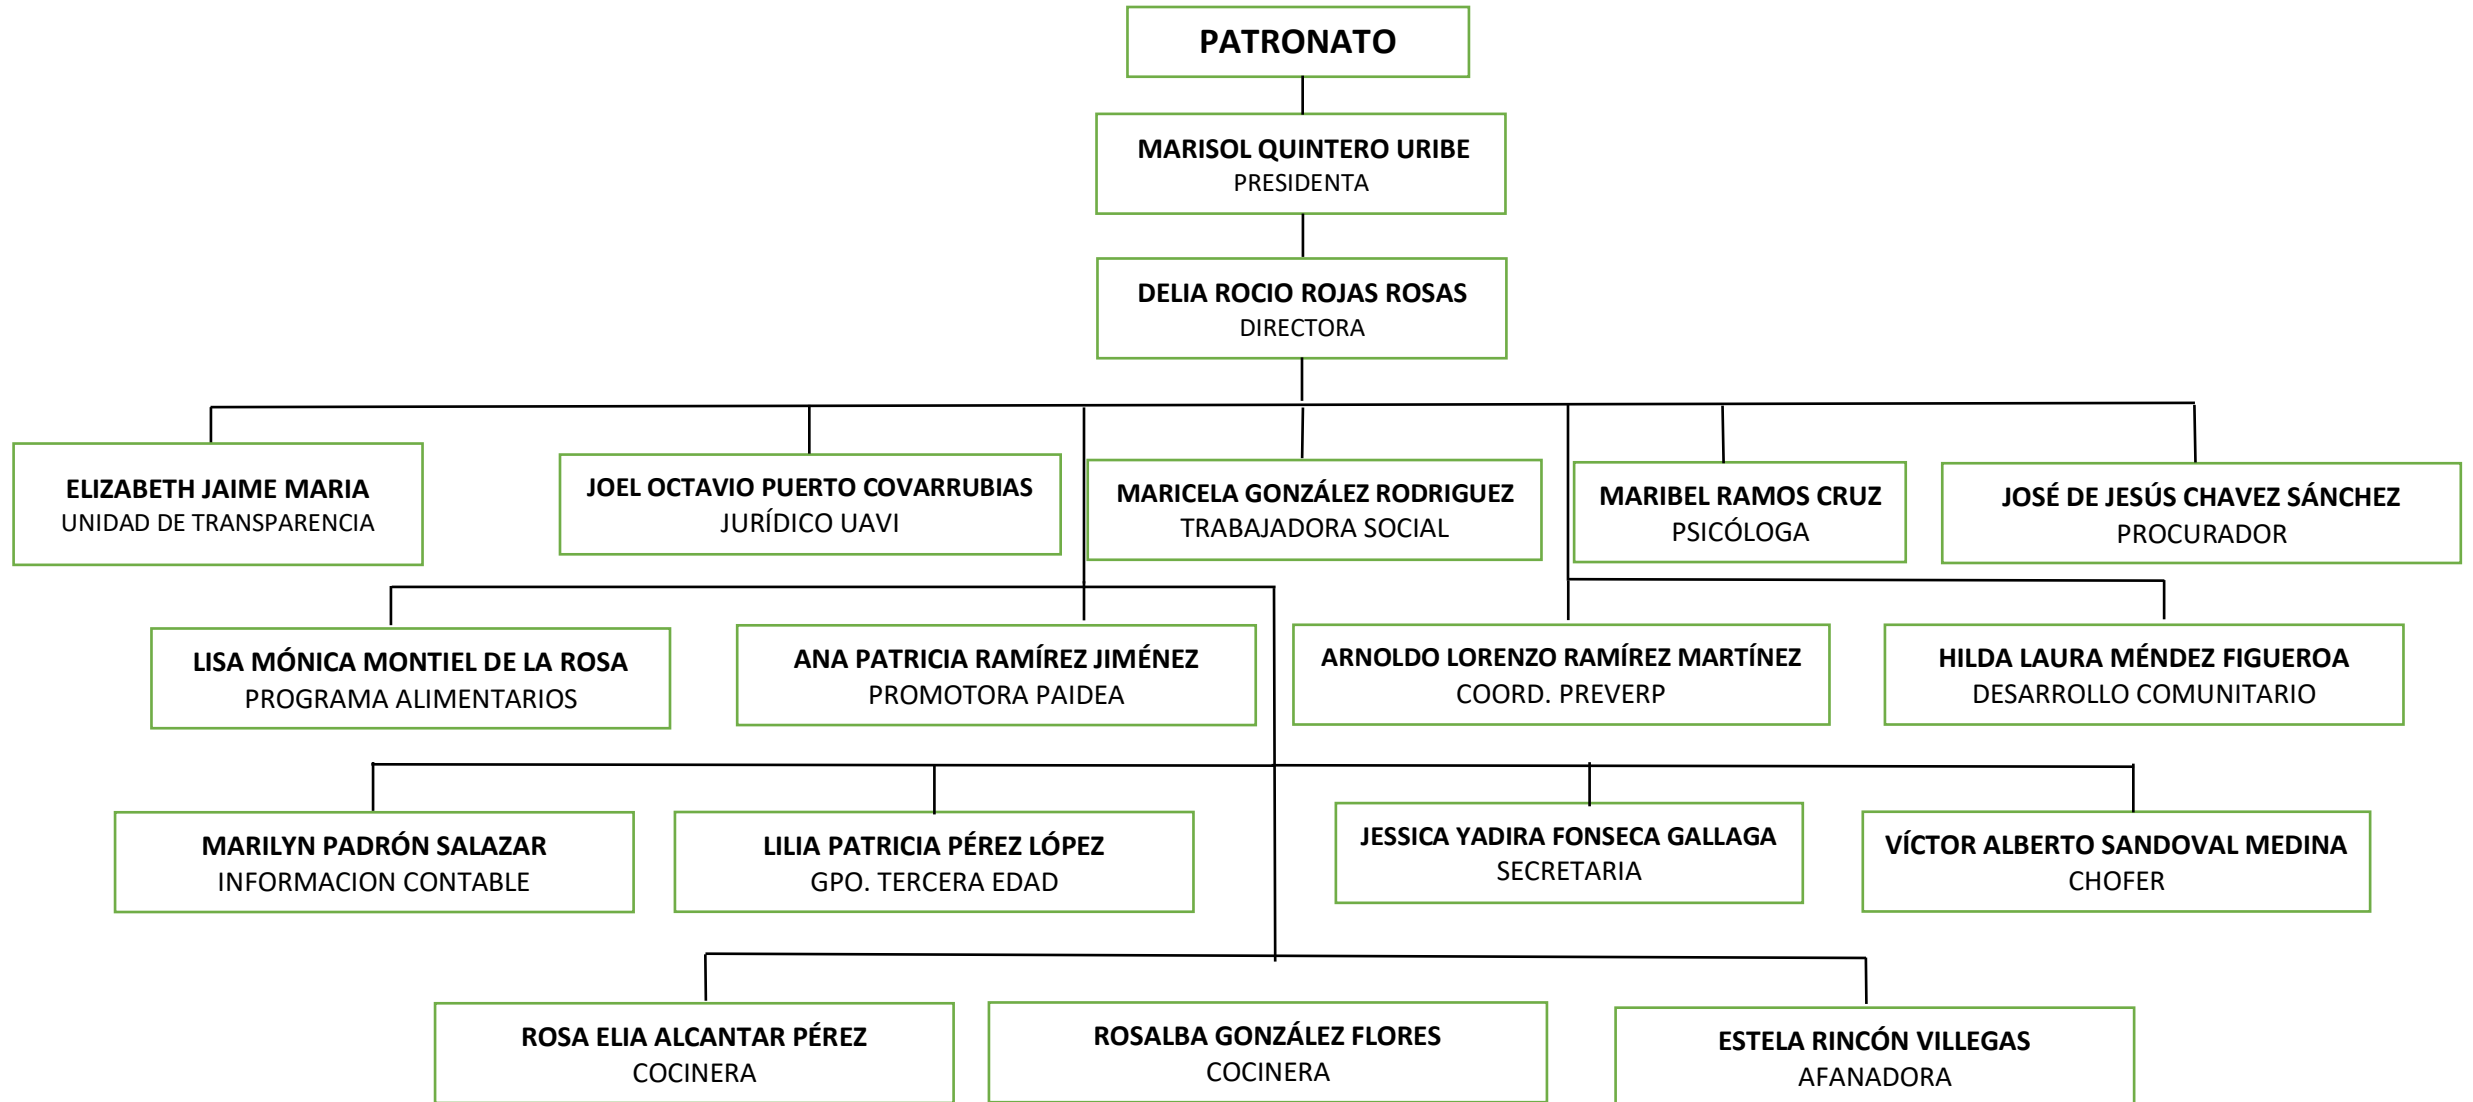 PATRONATO
MARISOL QUINTERO URIBE
PRESIDENTA
DELIA ROCIO ROJAS ROSAS
DIRECTORA
ELIZABETH JAIME MARIA
UNIDAD DE TRANSPARENCIA
JOEL OCTAVIO PUERTO COVARRUBIAS
JURÍDICO UAVI
MARICELA GONZÁLEZ RODRIGUEZ
TRABAJADORA SOCIAL
MARIBEL RAMOS CRUZ
PSICÓLOGA
JOSÉ DE JESÚS CHAVEZ SÁNCHEZ
PROCURADOR
LISA MÓNICA MONTIEL DE LA ROSA
PROGRAMA ALIMENTARIOS
ANA PATRICIA RAMÍREZ JIMÉNEZ
PROMOTORA PAIDEA
ARNOLDO LORENZO RAMÍREZ MARTÍNEZ
COORD. PREVERP
HILDA LAURA MÉNDEZ FIGUEROA
DESARROLLO COMUNITARIO
MARILYN PADRÓN SALAZAR
INFORMACION CONTABLE
LILIA PATRICIA PÉREZ LÓPEZ
GPO. TERCERA EDAD
JESSICA YADIRA FONSECA GALLAGA
SECRETARIA
VÍCTOR ALBERTO SANDOVAL MEDINA
CHOFER
ROSA ELIA ALCANTAR PÉREZ
COCINERA
ROSALBA GONZÁLEZ FLORES
COCINERA
ESTELA RINCÓN VILLEGAS
AFANADORA